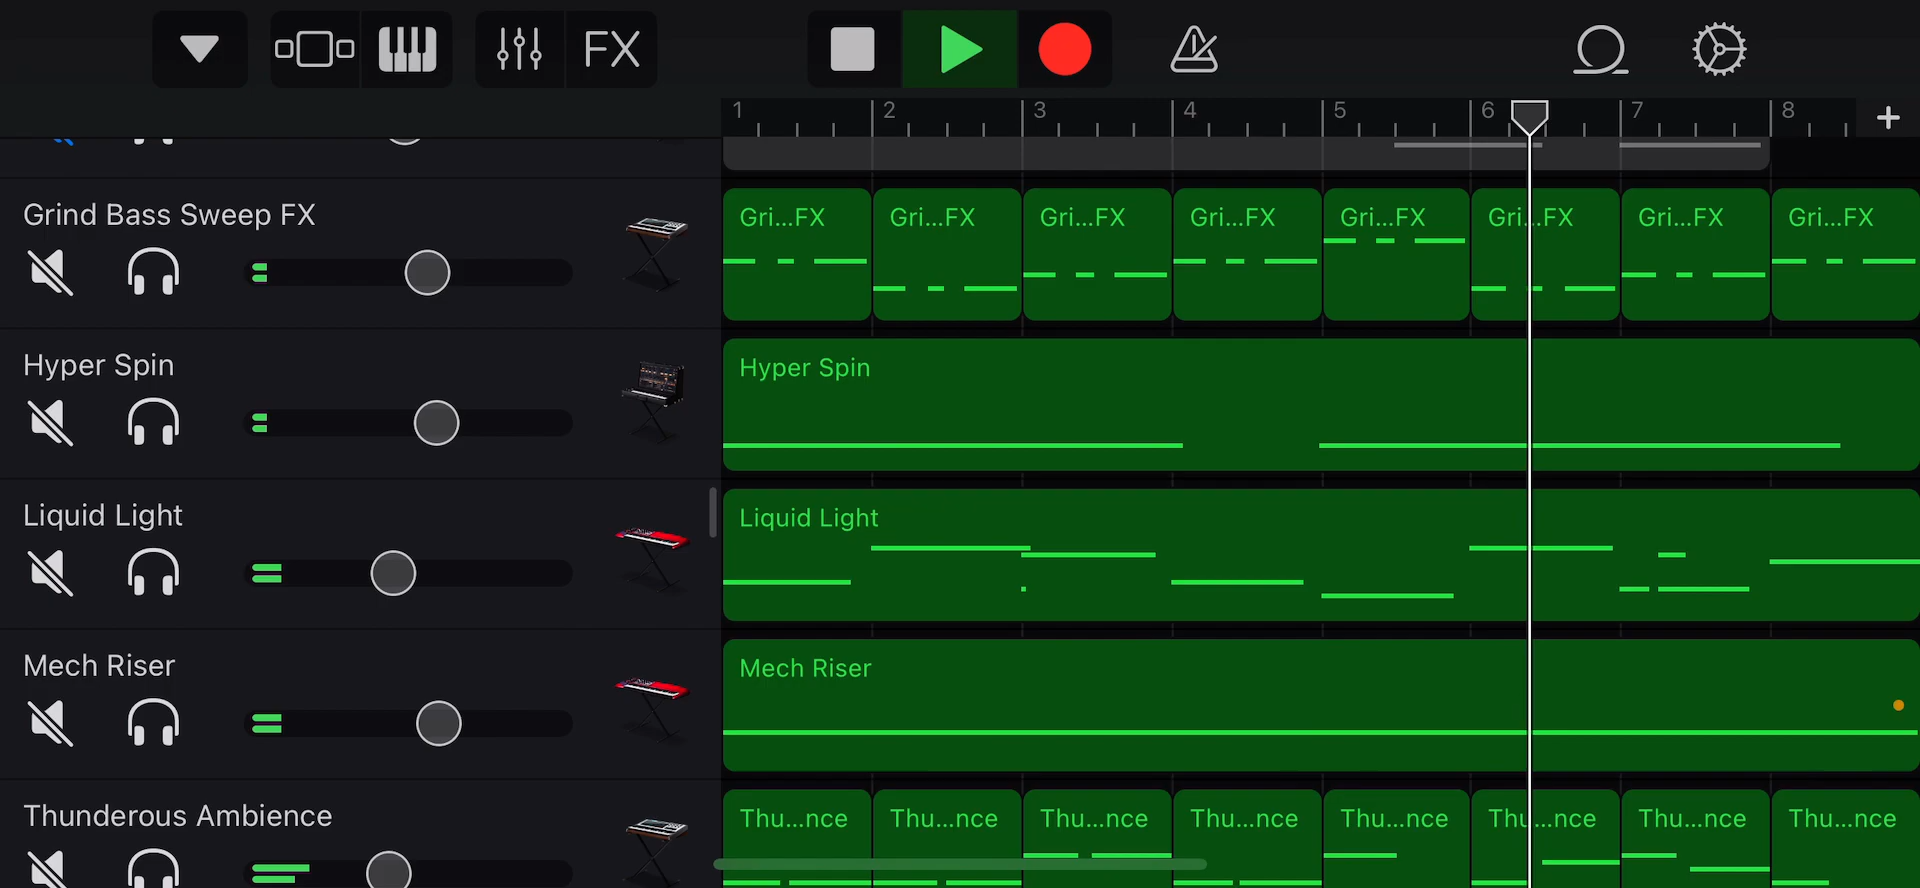 FX
1 2 3 4 5 6 7 8 +
Grind Bass Sweep FX
Gri...FX Gri...FX Gri...FX Gri...FX Gri...FX Gri...FX Gri...FX Gri...FX
Hyper Spin
Hyper Spin
Liquid Light
Liquid Light
Mech Riser
Mech Riser
Thunderous Ambience
Thu...nce Thu...nce Thu...nce Thu...nce Thu...nce Thu...nce Thu...nce Thu...nce